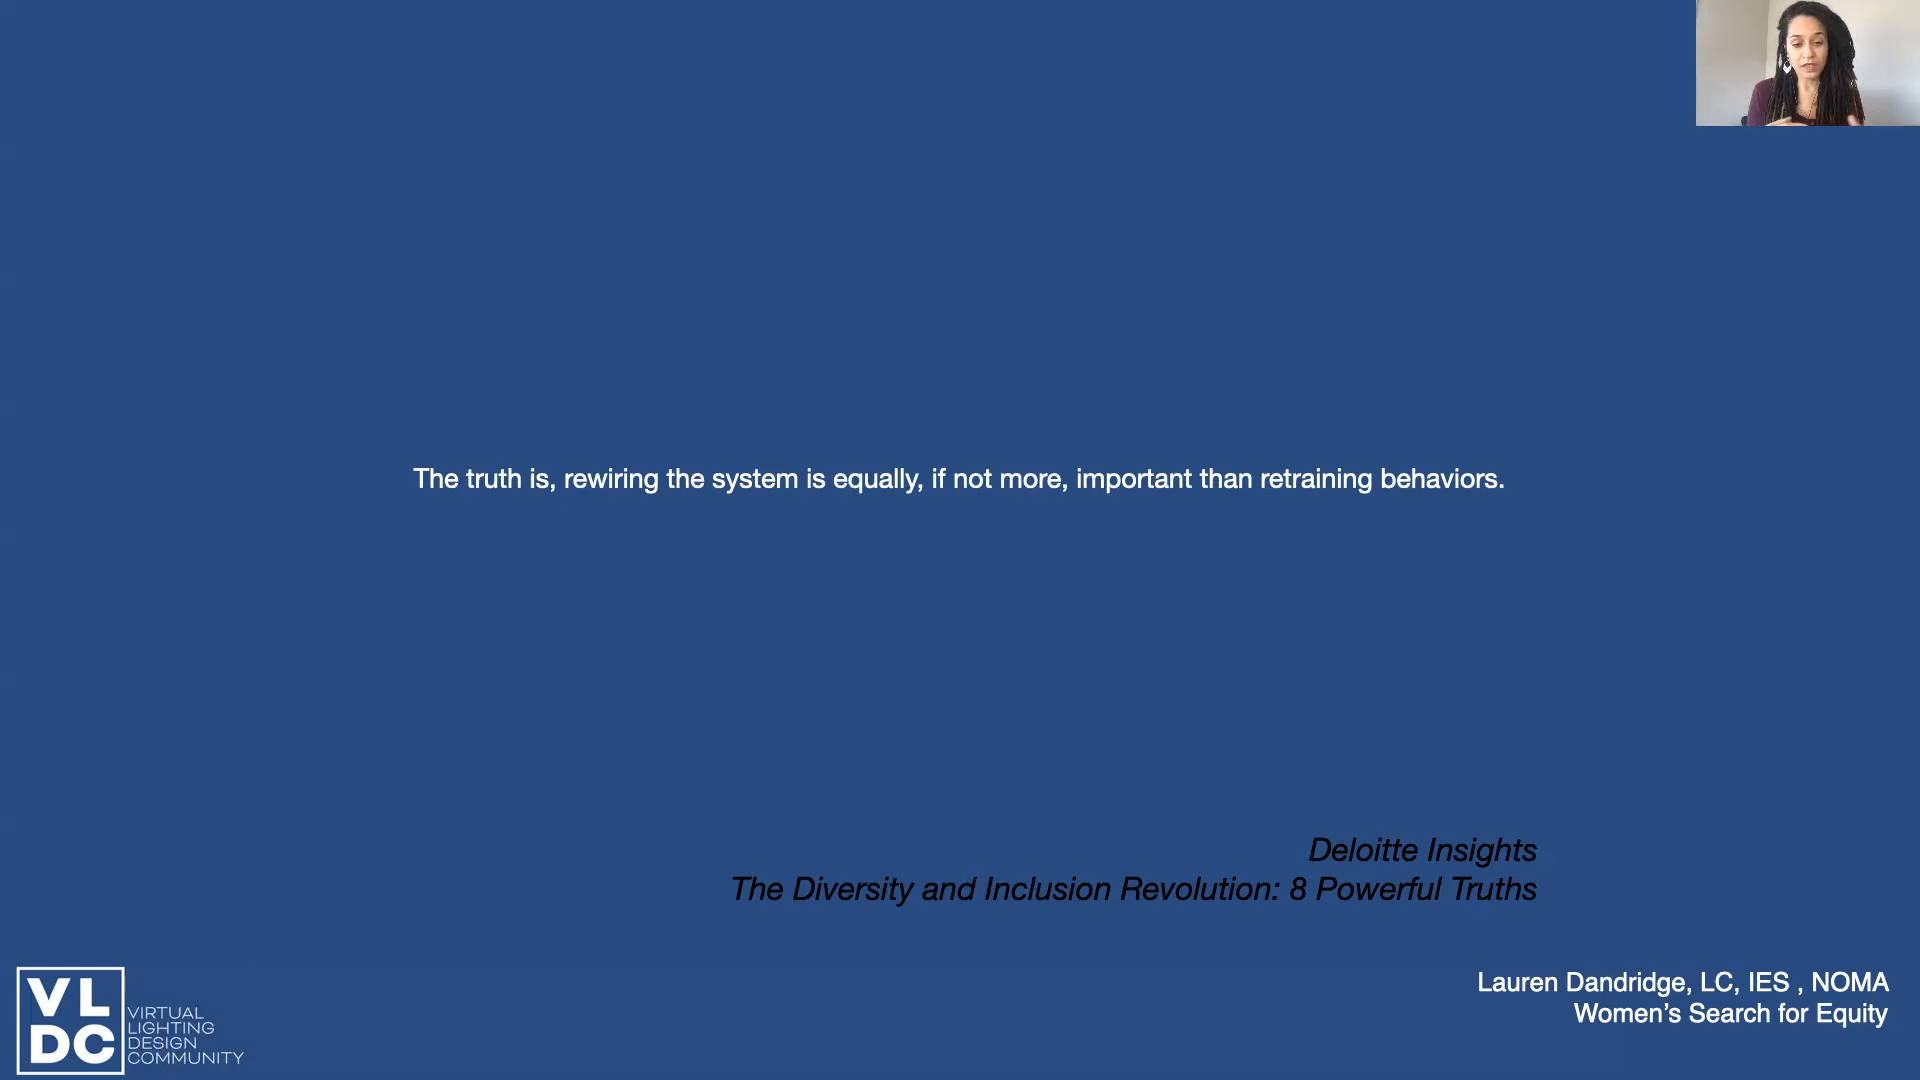 The truth is, rewiring the system is equally, if not more, important than retraining behaviors.
Deloitte Insights
The Diversity and Inclusion Revolution: 8 Powerful Truths
Lauren Dandridge, LC, IES , NOMA
Women’s Search for Equity
VL
DC
VIRTUAL
LIGHTING
DESIGN
COMMUNITY